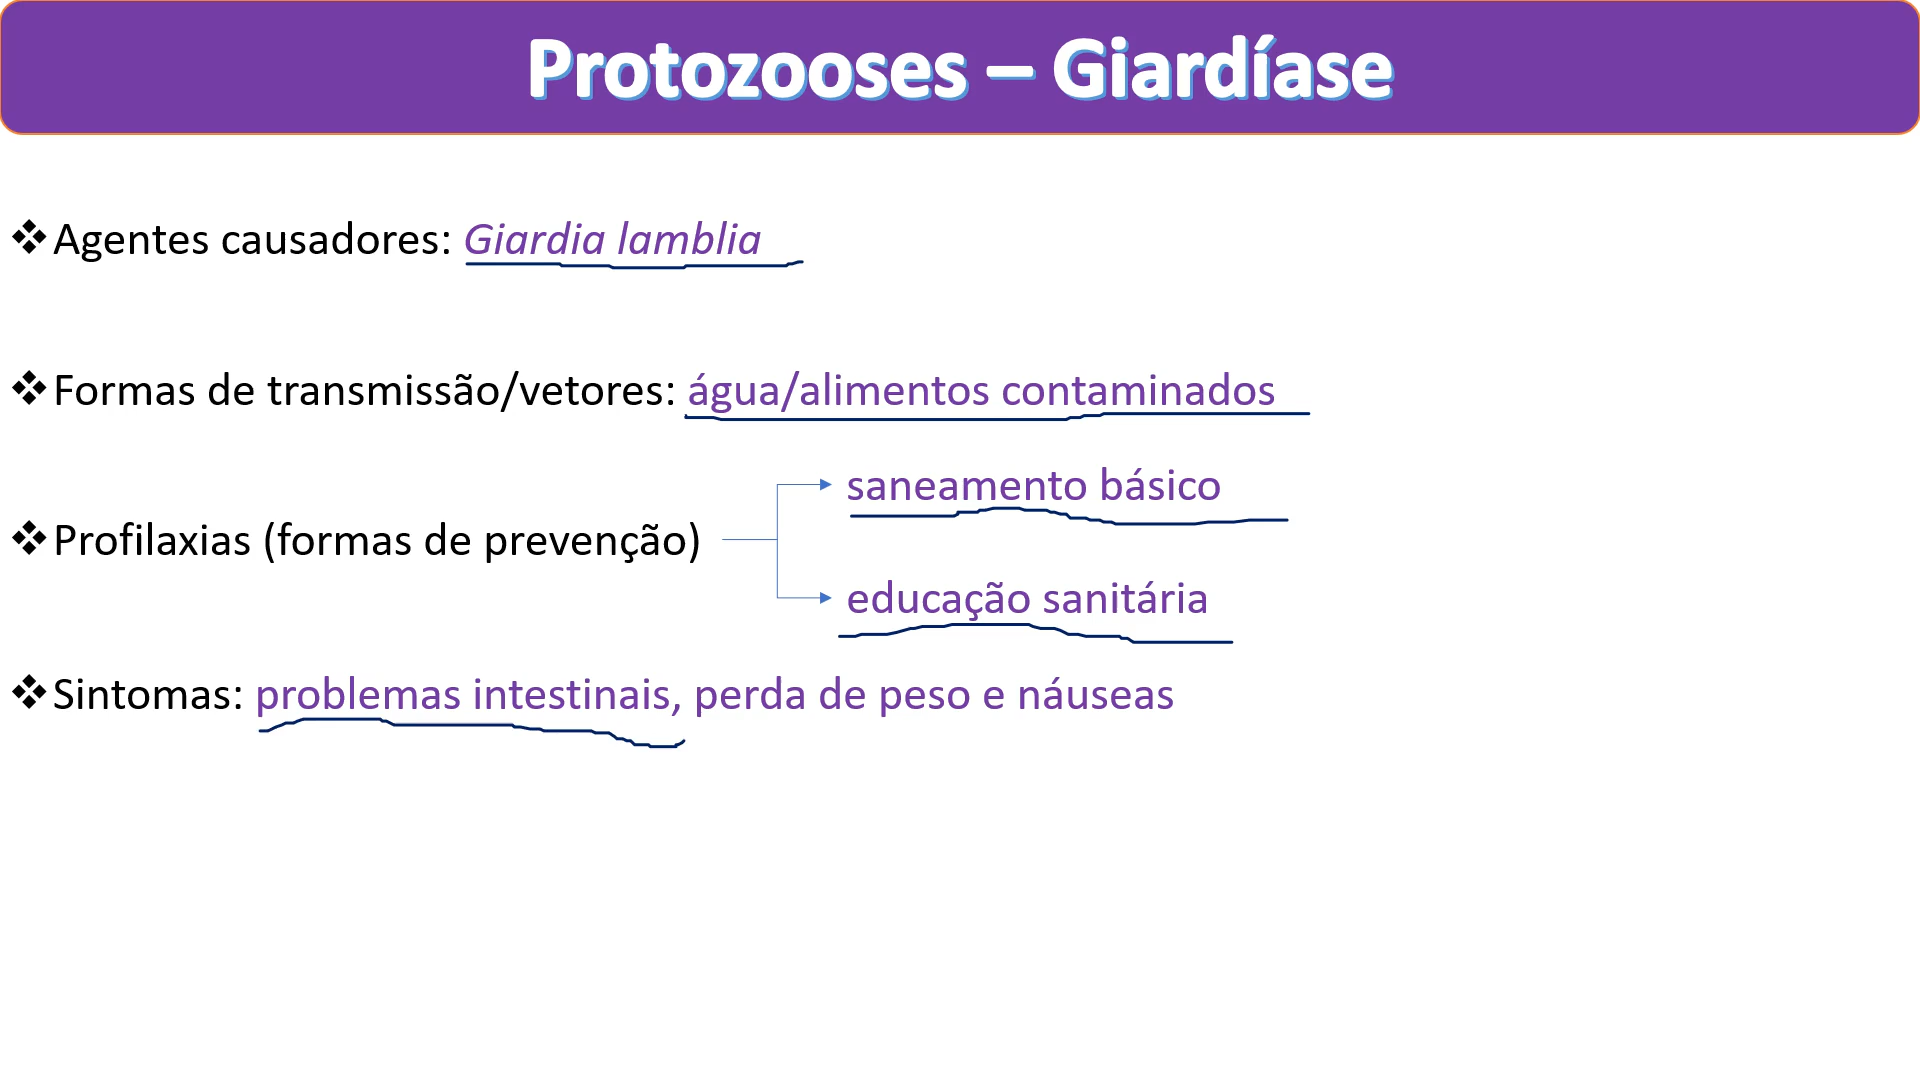 Protozooses – Giardíase
❖Agentes causadores: Giardia lamblia
❖Formas de transmissão/vetores: água/alimentos contaminados
saneamento básico
❖Profilaxias (formas de prevenção)
educação sanitária
❖Sintomas: problemas intestinais, perda de peso e náuseas